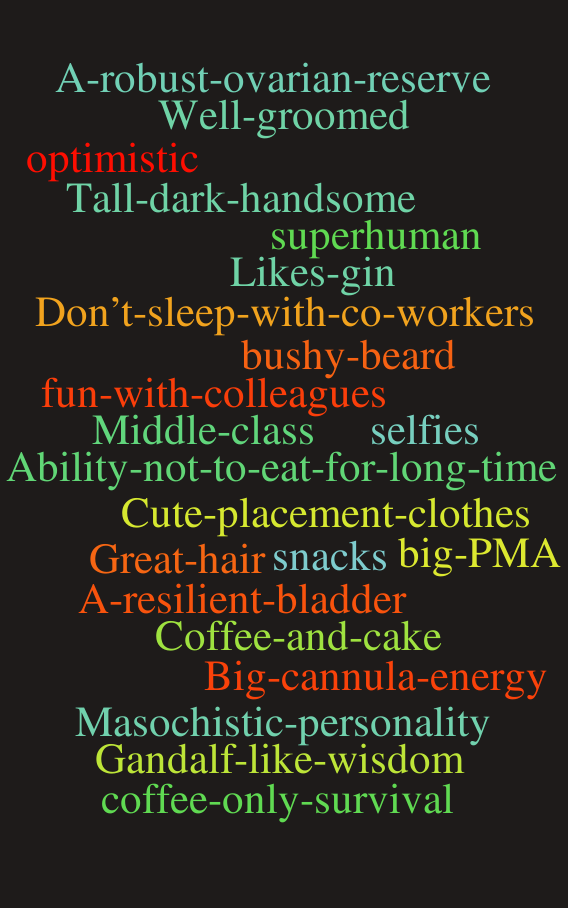 A-robust-ovarian-reserve
Well-groomed
optimistic
Tall-dark-handsome
superhuman
Likes-gin
Don’t-sleep-with-co-workers
bushy-beard
fun-with-colleagues
Middle-class selfies
Ability-not-to-eat-for-long-time
Cute-placement-clothes
Great-hair snacks big-PMA
A-resilient-bladder
Coffee-and-cake
Big-cannula-energy
Masochistic-personality
Gandalf-like-wisdom
coffee-only-survival